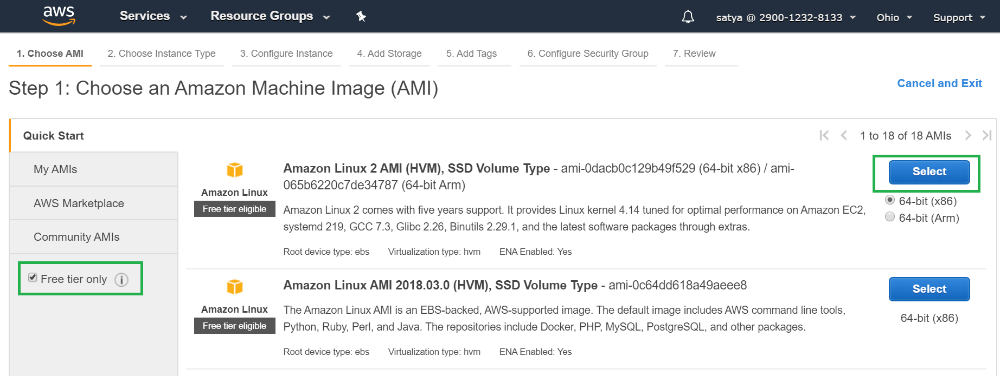 aws Services Resource Groups satya @ 2900-1232-8133 Ohio Support
1. Choose AMI 2. Choose Instance Type 3. Configure Instance 4. Add Storage 5. Add Tags 6. Configure Security Group 7. Review
Step 1: Choose an Amazon Machine Image (AMI)
Cancel and Exit
Quick Start
1 to 18 of 18 AMIs
My AMIs
AWS Marketplace
Community AMIs
Free tier only
Amazon Linux
Free tier eligible
Amazon Linux 2 AMI (HVM), SSD Volume Type - ami-0dacb0c129b49f529 (64-bit x86) / ami-
065b6220c7de34787 (64-bit Arm)
Amazon Linux 2 comes with five years support. It provides Linux kernel 4.14 tuned for optimal performance on Amazon EC2,
systemd 219, GCC 7.3, Glibc 2.26, Binutils 2.29.1, and the latest software packages through extras.
Root device type: ebs Virtualization type: hvm ENA Enabled: Yes
Select
64-bit (x86)
64-bit (Arm)
Amazon Linux
Free tier eligible
Amazon Linux AMI 2018.03.0 (HVM), SSD Volume Type - ami-0c64dd618a49aeee8
The Amazon Linux AMI is an EBS-backed, AWS-supported image. The default image includes AWS command line tools,
Python, Ruby, Perl, and Java. The repositories include Docker, PHP, MySQL, PostgreSQL, and other packages.
Root device type: ebs Virtualization type: hvm ENA Enabled: Yes
Select
64-bit (x86)